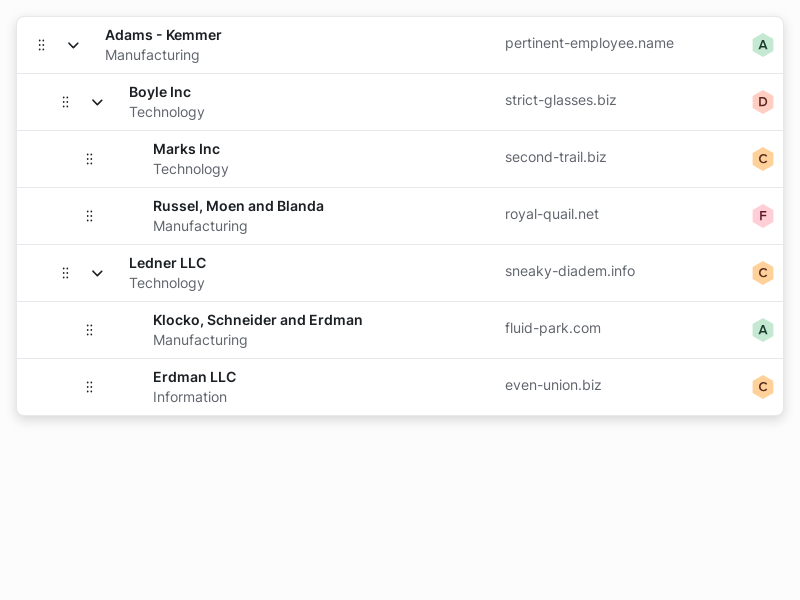 Adams - Kemmer
Manufacturing
pertinent-employee.name
A
Boyle Inc
Technology
strict-glasses.biz
D
Marks Inc
Technology
second-trail.biz
C
Russel, Moen and Blanda
Manufacturing
royal-quail.net
F
Ledner LLC
Technology
sneaky-diadem.info
C
Klocko, Schneider and Erdman
Manufacturing
fluid-park.com
A
Erdman LLC
Information
even-union.biz
C